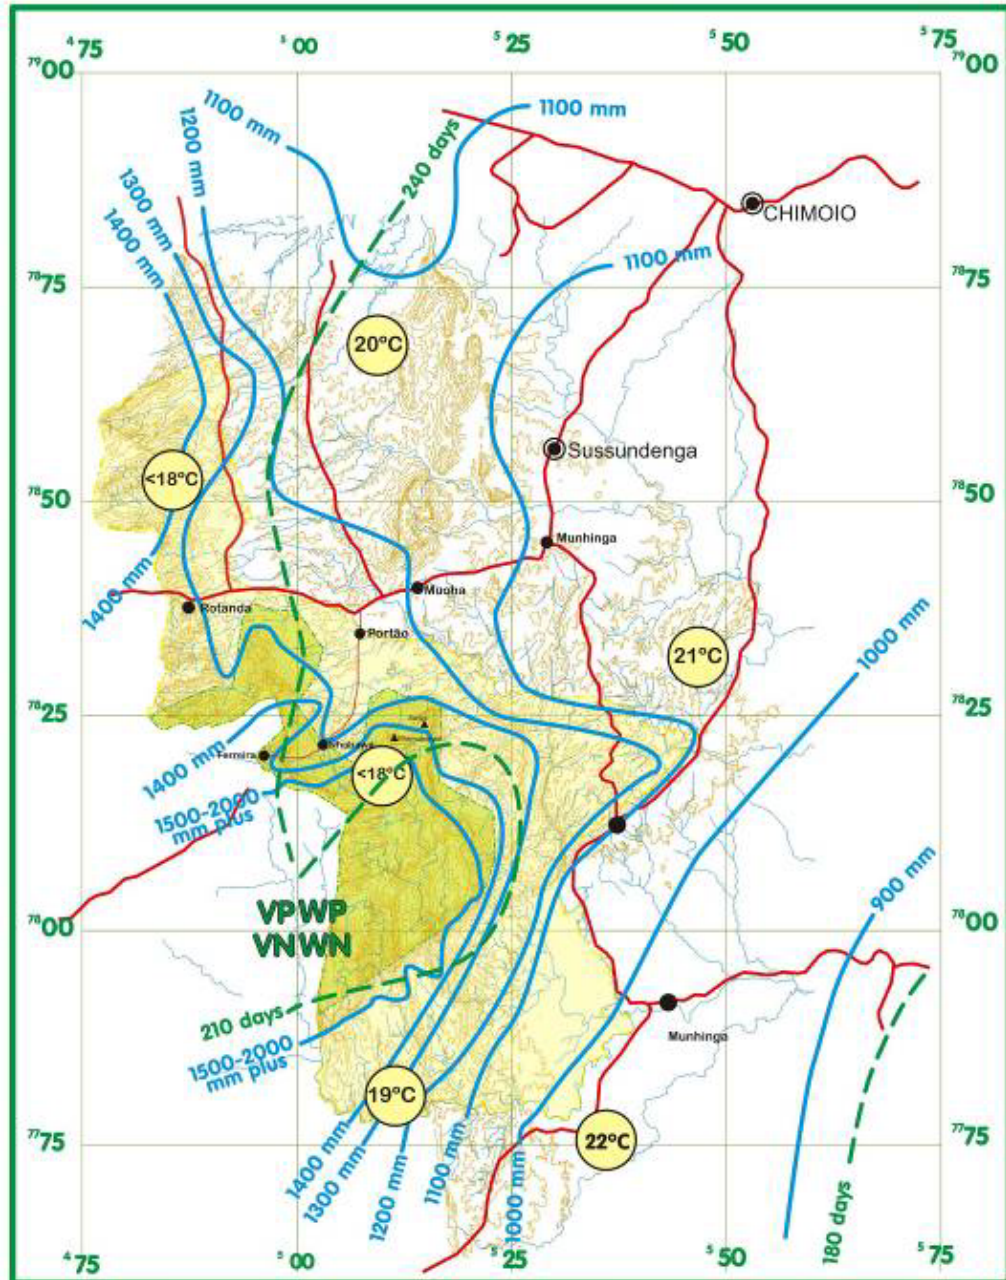 ⁴75
⁵00
⁵25
⁵50
⁵75
⁷⁹00
⁷⁹00
1100 mm
1100 mm
1200 mm
240 days
1300 mm
1400 mm
CHIMOIO
1100 mm
⁷⁸75
⁷⁸75
20°C
Sussundenga
<18°C
⁷⁸50
⁷⁸50
Munhinga
1400 mm
Muoha
Rotanda
Portão
1000 mm
21°C
⁷⁸25
⁷⁸25
1400 mm
<18°C
1500-2000
mm plus
900 mm
VPWP
VNWN
⁷⁸00
⁷⁸00
210 days
1500-2000
mm plus
Munhinga
19°C
22°C
⁷⁷75
⁷⁷75
1400 mm
1300 mm
1200 mm
1100 mm
1000 mm
180 days
⁴75
⁵00
⁵25
⁵50
⁵75